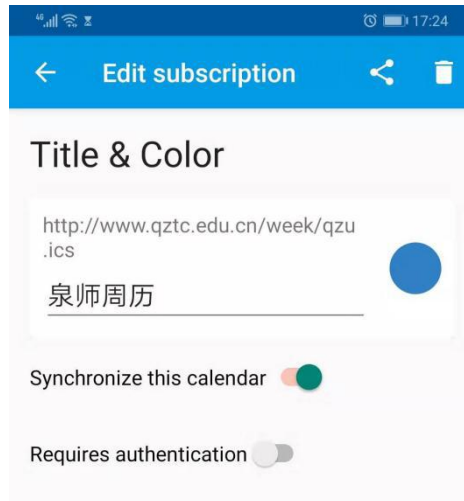 46 17:24
Edit subscription
Title & Color
http://www.qztc.edu.cn/week/qzu
.ics
泉师周历
Synchronize this calendar
Requires authentication